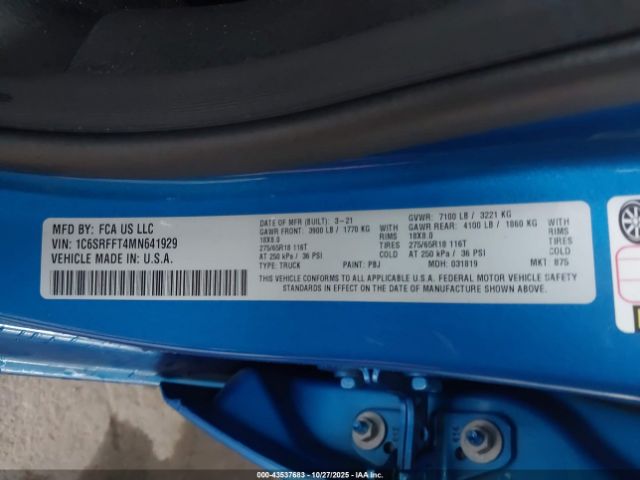 MFD BY: FCA US LLC
VIN: 1C6SRFFT4MN641929
VEHICLE MADE IN: U.S.A.
DATE OF MFR (BUILT): 3-21
GAWR FRONT: 3900 LB / 1770 KG WITH
18X8.0 RIMS
275/65R18 116T TIRES
AT 250 kPa / 36 PSI COLD
TYPE: TRUCK PAINT: PBJ
GVWR: 7100 LB / 3221 KG
GAWR REAR: 4100 LB / 1860 KG WITH
18X8.0 RIMS
275/65R18 116T TIRES
AT 250 kPa / 36 PSI COLD
MDH: 031819 MKT: 875
THIS VEHICLE CONFORMS TO ALL APPLICABLE U.S.A. FEDERAL MOTOR VEHICLE SAFETY
STANDARDS IN EFFECT ON THE DATE OF MANUFACTURE SHOWN ABOVE.
000-43537683 - 10/27/2025 - www.iaai.com